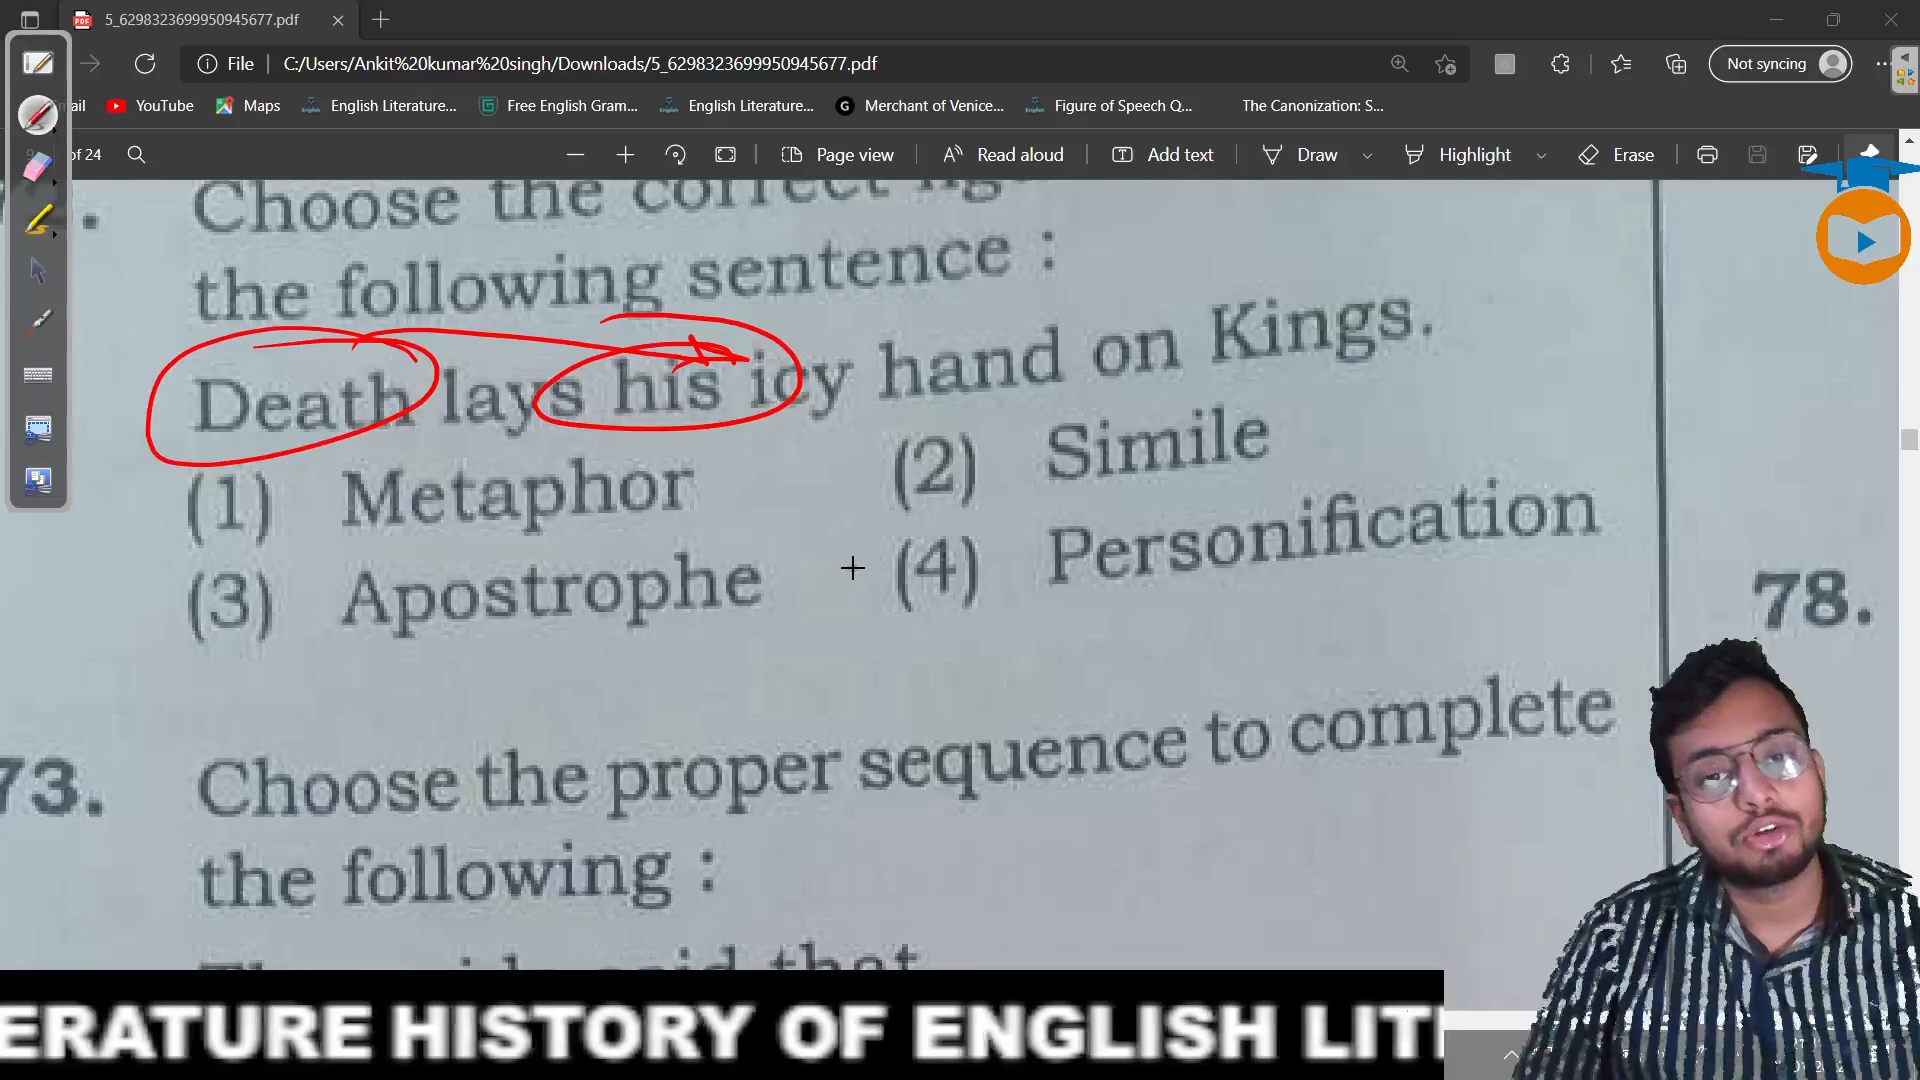 5_6298323699950945677.pdf
File C:/Users/Ankit%20kumar%20singh/Downloads/5_6298323699950945677.pdf Not syncing
YouTube Maps English Literature... Free English Gram... English Literature... Merchant of Venice... Figure of Speech Q... The Canonization: S...
of 24 Page view Read aloud Add text Draw Highlight Erase
Choose the correct
the following sentence :
Death lays his icy hand on Kings.
(1) Metaphor (2) Simile
(3) Apostrophe (4) Personification
78.
73. Choose the proper sequence to complete
the following :
said that
ERATURE HISTORY OF ENGLISH LIT